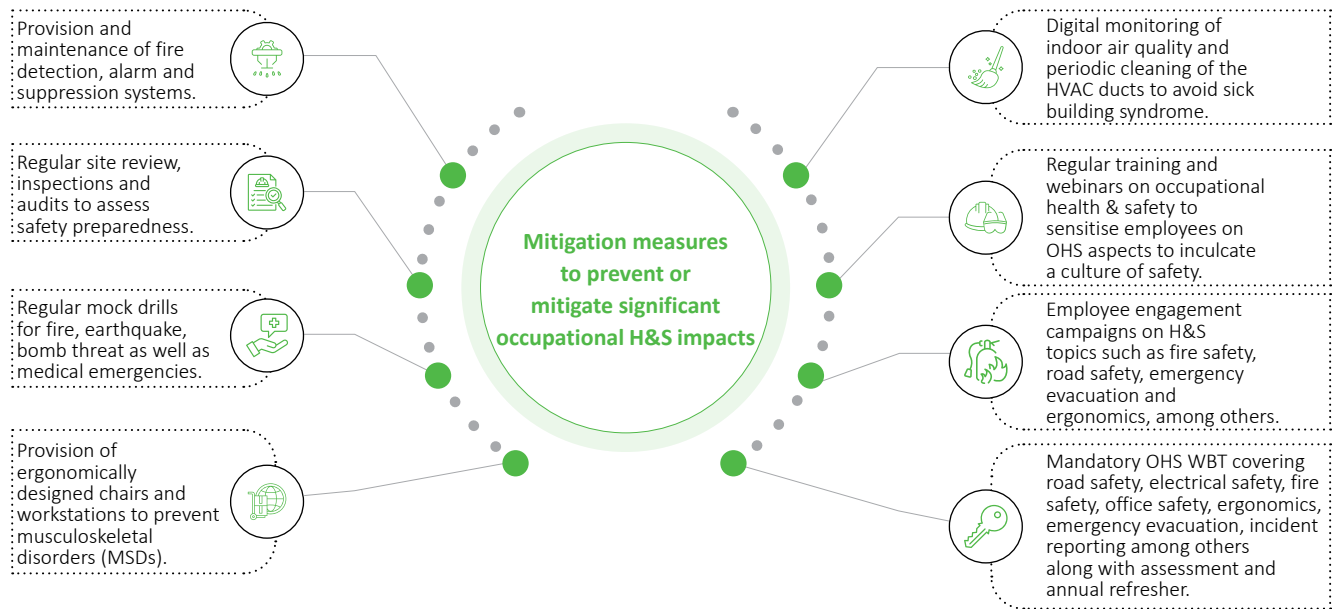 Provision and
maintenance of fire
detection, alarm and
suppression systems.
Regular site review,
inspections and
audits to assess
safety preparedness.
Regular mock drills
for fire, earthquake,
bomb threat as well as
medical emergencies.
Provision of
ergonomically
designed chairs and
workstations to prevent
musculoskeletal
disorders (MSDs).
Mitigation measures
to prevent or
mitigate significant
occupational H&S impacts
Digital monitoring of
indoor air quality and
periodic cleaning of the
HVAC ducts to avoid sick
building syndrome.
Regular training and
webinars on occupational
health & safety to
sensitise employees on
OHS aspects to inculcate
a culture of safety.
Employee engagement
campaigns on H&S
topics such as fire safety,
road safety, emergency
evacuation and
ergonomics, among others.
Mandatory OHS WBT covering
road safety, electrical safety, fire
safety, office safety, ergonomics,
emergency evacuation, incident
reporting among others
along with assessment and
annual refresher.